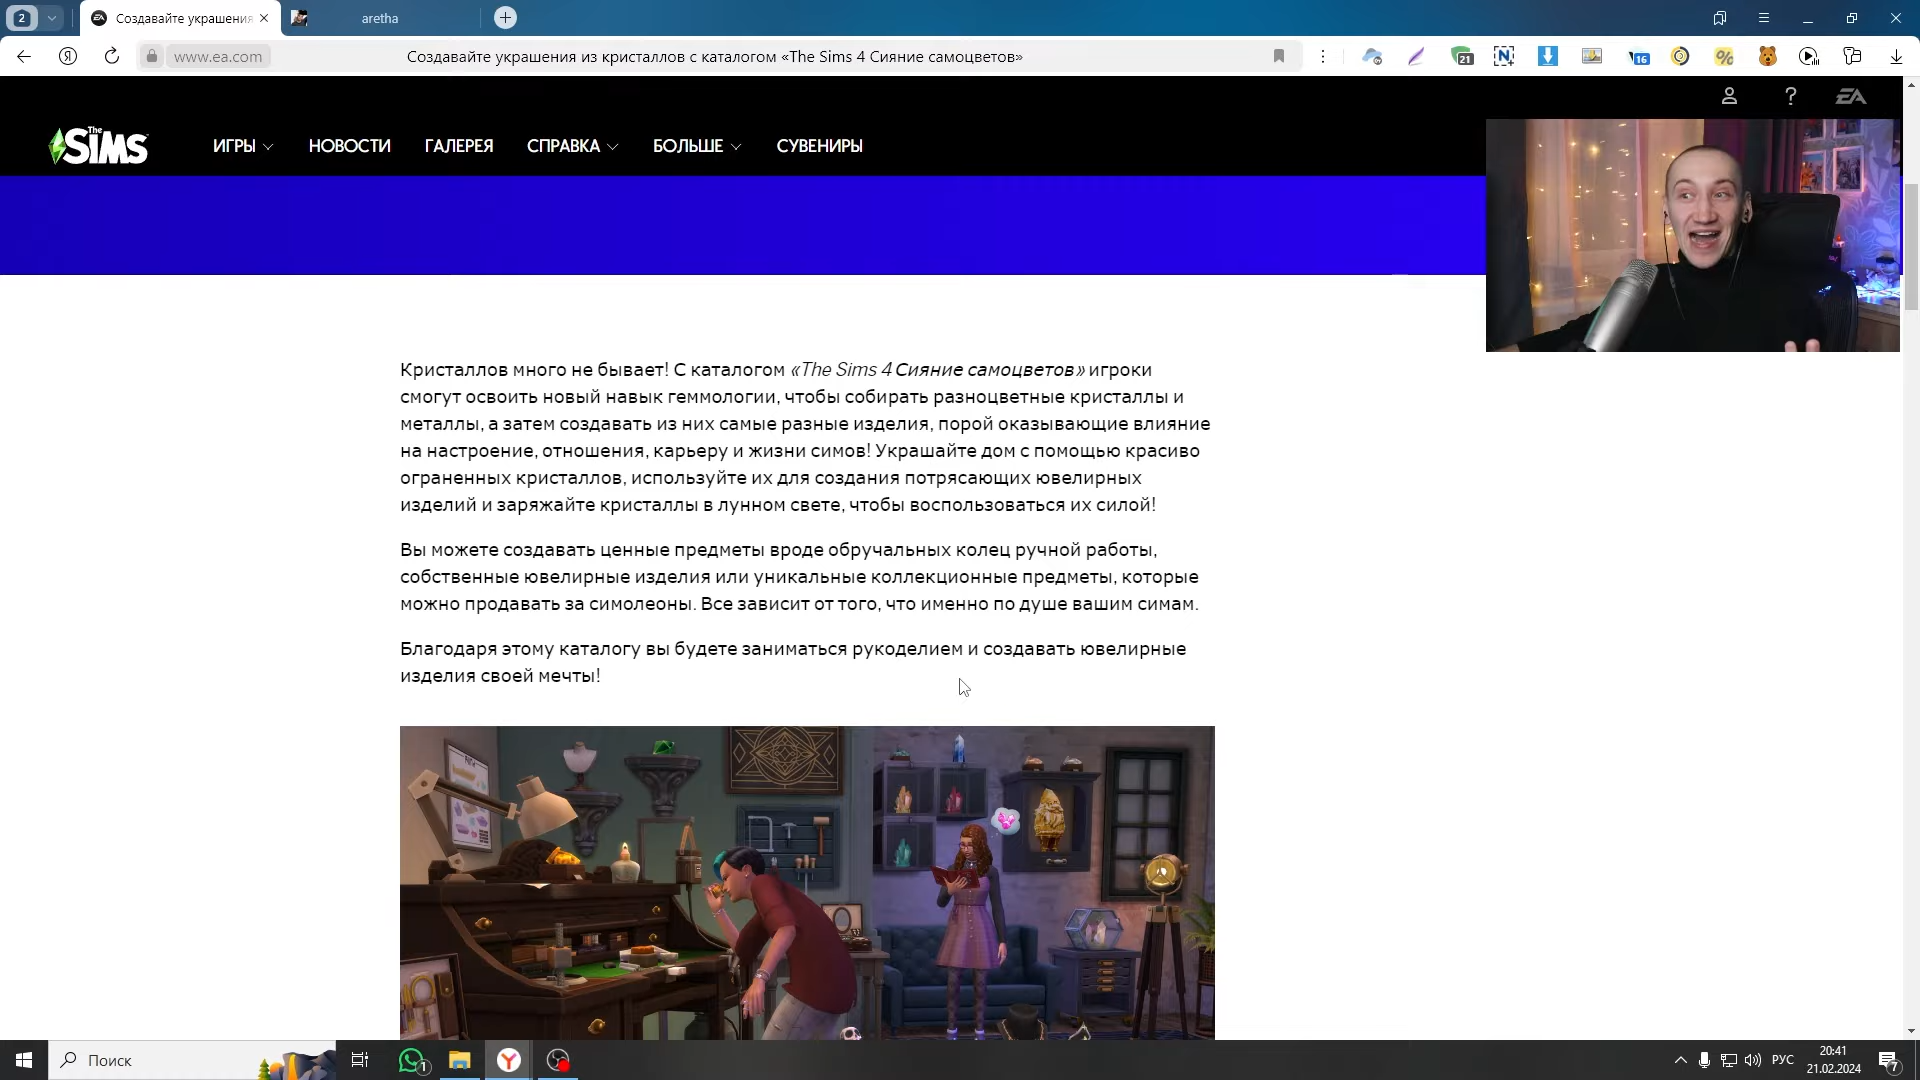 2
Создавайте украшения
aretha
www.ea.com
Создавайте украшения из кристаллов с каталогом «The Sims 4 Сияние самоцветов»
21
16
The SIMS
ИГРЫ
НОВОСТИ
ГАЛЕРЕЯ
СПРАВКА
БОЛЬШЕ
СУВЕНИРЫ
EA
Кристаллов много не бывает! С каталогом «The Sims 4 Сияние самоцветов» игроки
смогут освоить новый навык геммологии, чтобы собирать разноцветные кристаллы и
металлы, а затем создавать из них самые разные изделия, порой оказывающие влияние
на настроение, отношения, карьеру и жизни симов! Украшайте дом с помощью красиво
ограненных кристаллов, используйте их для создания потрясающих ювелирных
изделий и заряжайте кристаллы в лунном свете, чтобы воспользоваться их силой!
Вы можете создавать ценные предметы вроде обручальных колец ручной работы,
собственные ювелирные изделия или уникальные коллекционные предметы, которые
можно продавать за симолеоны. Все зависит от того, что именно по душе вашим симам.
Благодаря этому каталогу вы будете заниматься рукоделием и создавать ювелирные
изделия своей мечты!
Поиск
1
РУС
20:41
21.02.2024
7